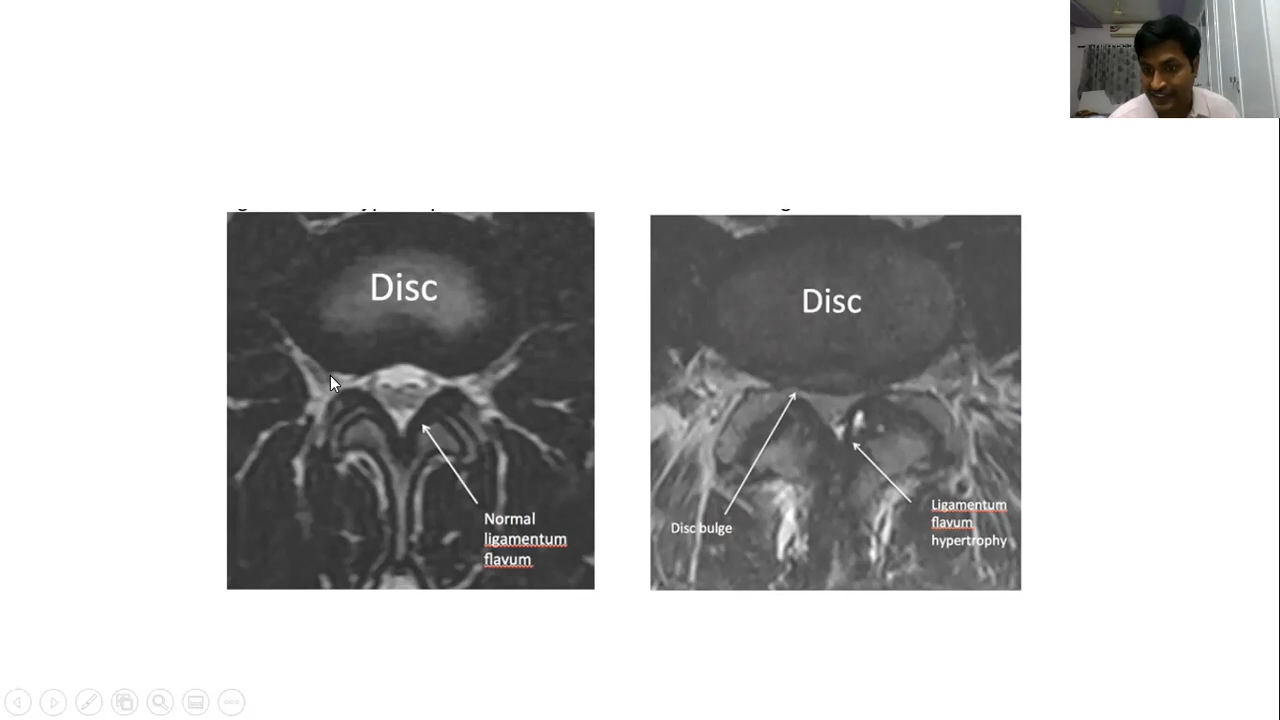 Disc
Normal
ligamentum
flavum
Disc
Disc bulge
Ligamentum
flavum
hypertrophy